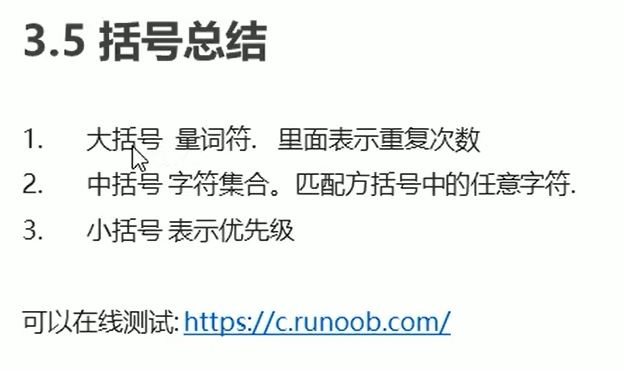 3.5 括号总结
1. 大括号 量词符. 里面表示重复次数
2. 中括号 字符集合。匹配方括号中的任意字符.
3. 小括号 表示优先级
可以在线测试: https://c.runoob.com/